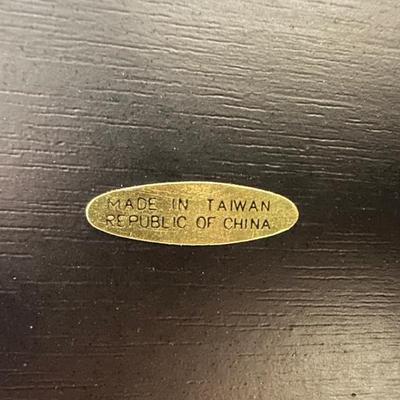 MADE IN TAIWAN
REPUBLIC OF CHINA